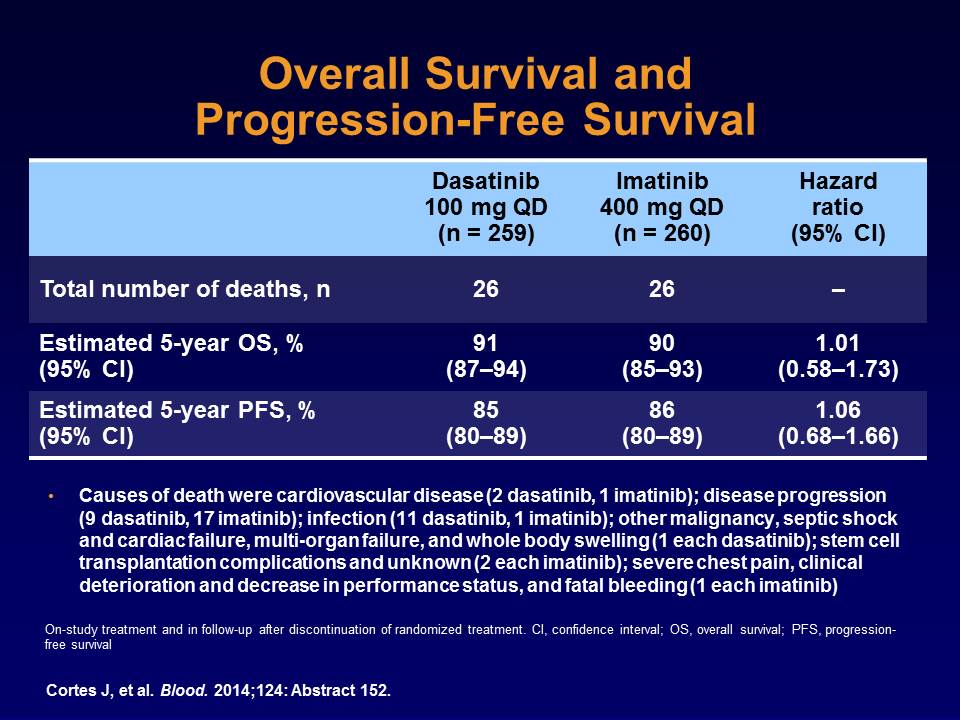 Overall Survival and
Progression-Free Survival
Dasatinib
100 mg QD
(n = 259)
Imatinib
400 mg QD
(n = 260)
Hazard
ratio
(95% CI)
Total number of deaths, n 26 26 –
Estimated 5-year OS, %
(95% CI)
91
(87–94)
90
(85–93)
1.01
(0.58–1.73)
Estimated 5-year PFS, %
(95% CI)
85
(80–89)
86
(80–89)
1.06
(0.68–1.66)
• Causes of death were cardiovascular disease (2 dasatinib, 1 imatinib); disease progression
(9 dasatinib, 17 imatinib); infection (11 dasatinib, 1 imatinib); other malignancy, septic shock
and cardiac failure, multi-organ failure, and whole body swelling (1 each dasatinib); stem cell
transplantation complications and unknown (2 each imatinib); severe chest pain, clinical
deterioration and decrease in performance status, and fatal bleeding (1 each imatinib)
On-study treatment and in follow-up after discontinuation of randomized treatment. CI, confidence interval; OS, overall survival; PFS, progression-
free survival
Cortes J, et al. Blood. 2014;124: Abstract 152.